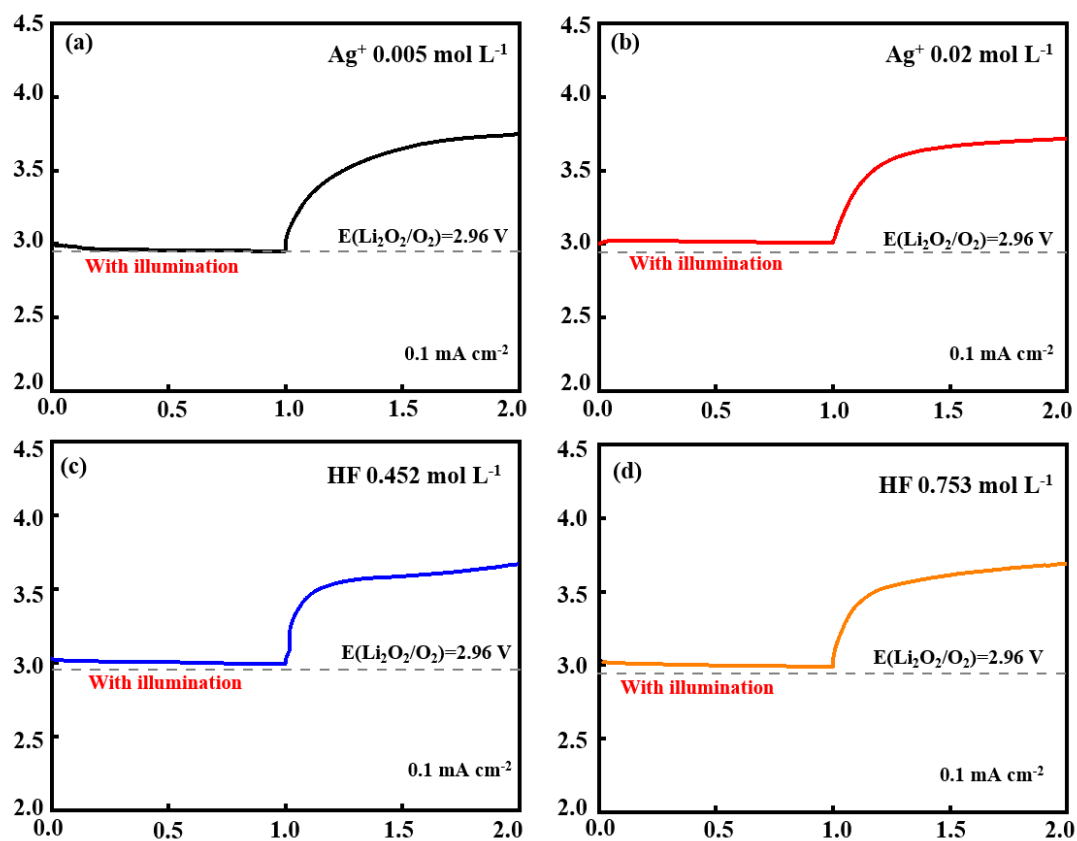 (a)
Ag⁺ 0.005 mol L⁻¹
4.5
4.0
3.5
3.0
2.5
2.0
E(Li₂O₂/O₂)=2.96 V
With illumination
0.1 mA cm⁻²
0.0 0.5 1.0 1.5 2.0
(b)
Ag⁺ 0.02 mol L⁻¹
4.5
4.0
3.5
3.0
2.5
2.0
E(Li₂O₂/O₂)=2.96 V
With illumination
0.1 mA cm⁻²
0.0 0.5 1.0 1.5 2.0
(c)
HF 0.452 mol L⁻¹
4.5
4.0
3.5
3.0
2.5
2.0
E(Li₂O₂/O₂)=2.96 V
With illumination
0.1 mA cm⁻²
0.0 0.5 1.0 1.5 2.0
(d)
HF 0.753 mol L⁻¹
4.5
4.0
3.5
3.0
2.5
2.0
E(Li₂O₂/O₂)=2.96 V
With illumination
0.1 mA cm⁻²
0.0 0.5 1.0 1.5 2.0